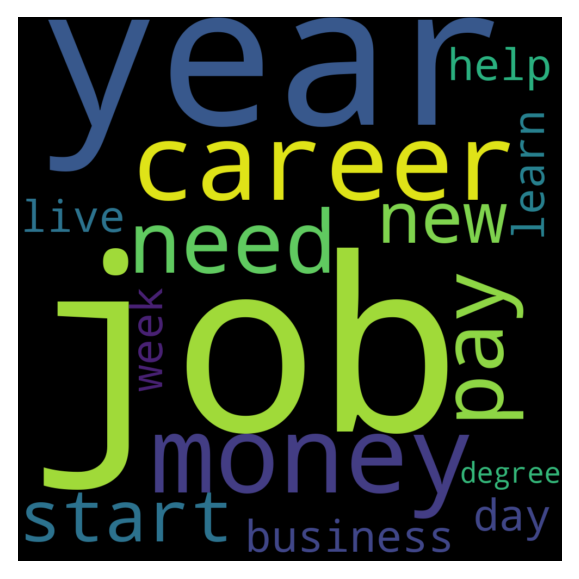 year
help
career
learn
live
need
new
job
week
pay
money
degree
start
business
day